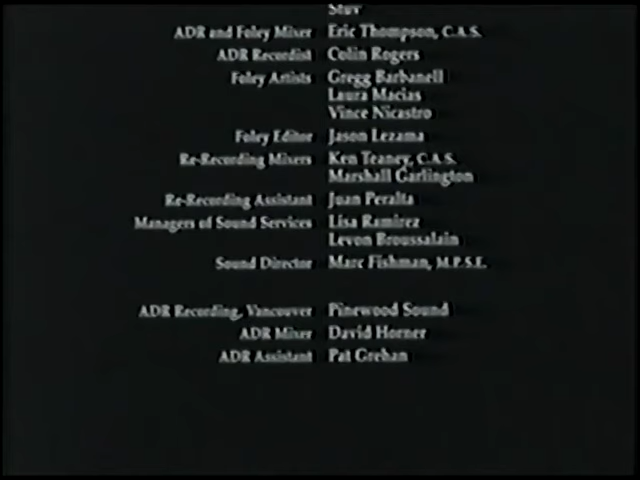 ADR and Foley Mixer Eric Thompson, C.A.S.
ADR Recordist Colin Rogers
Foley Artists Gregg Barbanell
Laura Macias
Vince Nicastro
Foley Editor Jason Lezama
Re-Recording Mixers Ken Teaney, C.A.S.
Marshall Garlington
Re-Recording Assistant Juan Peralta
Managers of Sound Services Lisa Ramirez
Levon Broussalain
Sound Director Marc Fishman, M.P.S.E.
ADR Recording, Vancouver Pinewood Sound
ADR Mixer David Horner
ADR Assistant Pat Grehan